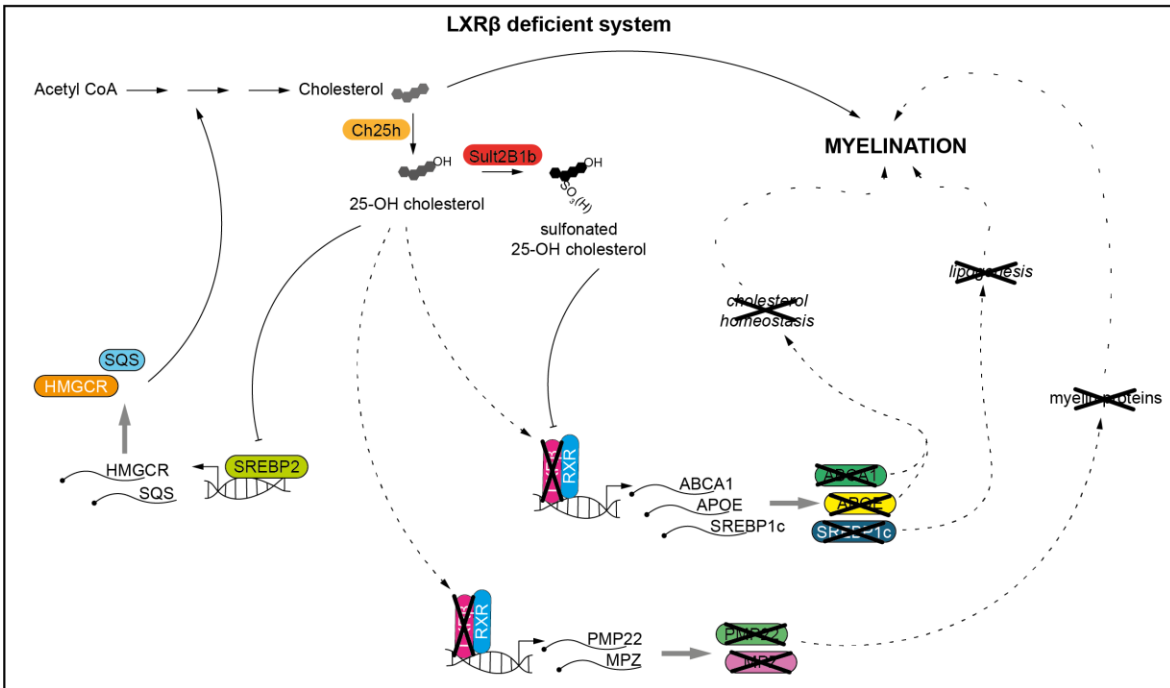 LXRβ deficient system
Acetyl CoA
Cholesterol
Ch25h
OH
Sult2B1b
OH
SO3(H)
25-OH cholesterol
sulfonated
25-OH cholesterol
MYELINATION
lipogenesis
cholesterol
homeostasis
myelin proteins
SQS
HMGCR
HMGCR
SQS
SREBP2
RXR
ABCA1
APOE
SREBP1c
ABCA1
APOE
SREBP1c
RXR
PMP22
MPZ
PMP22
MPZ